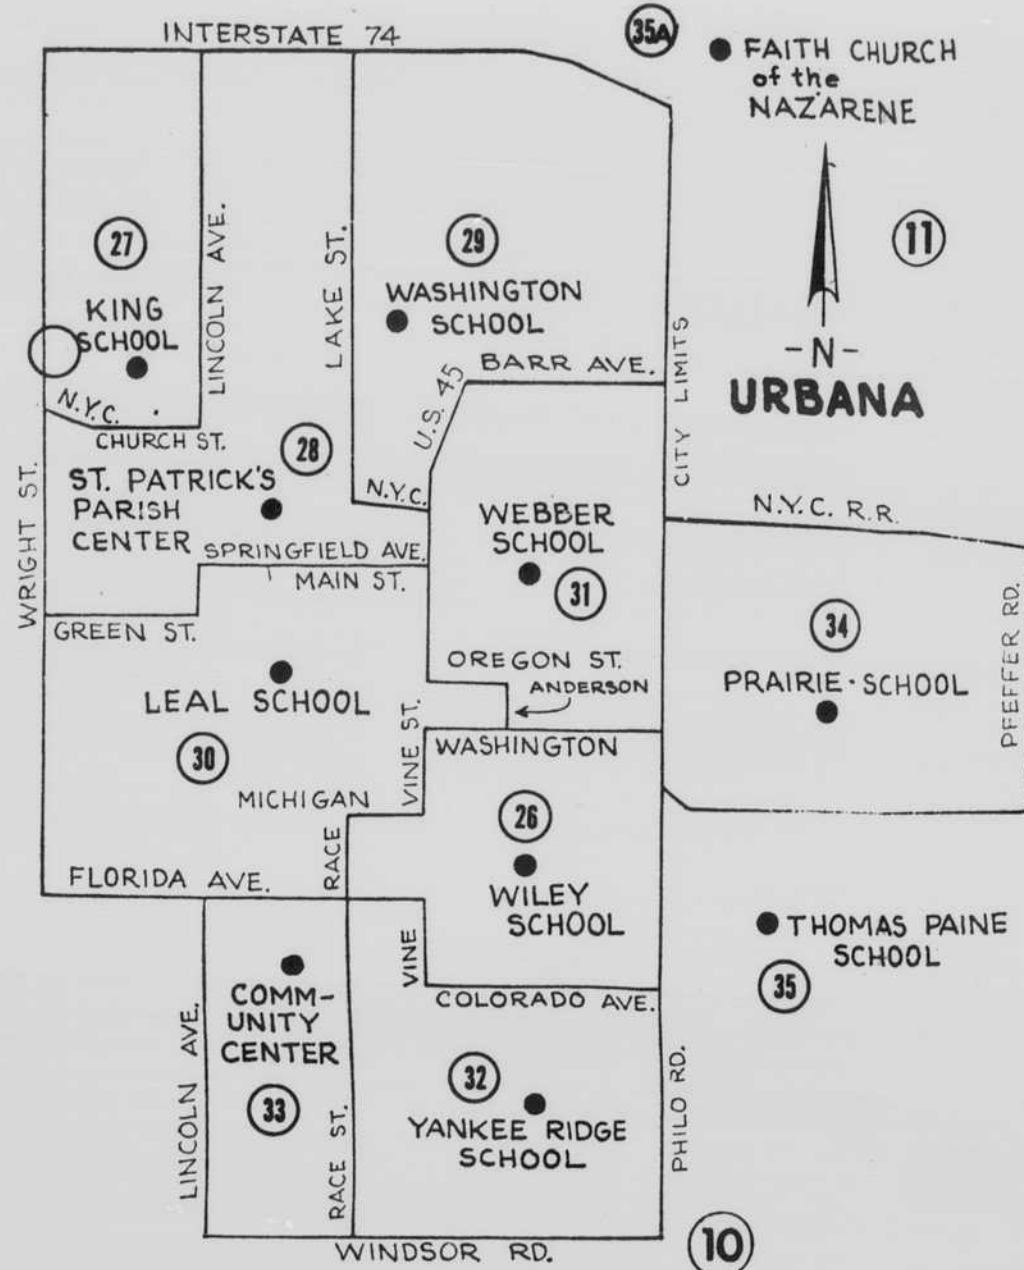 INTERSTATE 74
35A
FAITH CHURCH
of the
NAZARENE
27
LINCOLN AVE.
LAKE ST.
29
11
KING
SCHOOL
WASHINGTON
SCHOOL
CITY LIMITS
-N-
URBANA
BARR AVE.
U.S. 45
N.Y.C.
CHURCH ST.
28
WRIGHT ST.
ST. PATRICK'S
PARISH
CENTER
N.Y.C.
WEBBER
SCHOOL
31
N.Y.C. R.R.
SPRINGFIELD AVE.
MAIN ST.
GREEN ST.
34
PRAIRIE · SCHOOL
PFEFFER RD.
OREGON ST.
ANDERSON
LEAL SCHOOL
30
VINE ST.
WASHINGTON
MICHIGAN
RACE
26
WILEY
SCHOOL
FLORIDA AVE.
VINE
THOMAS PAINE
SCHOOL
35
COLORADO AVE.
COMM-
UNITY
CENTER
33
LINCOLN AVE.
RACE ST.
32
YANKEE RIDGE
SCHOOL
PHILO RD.
WINDSOR RD.
10